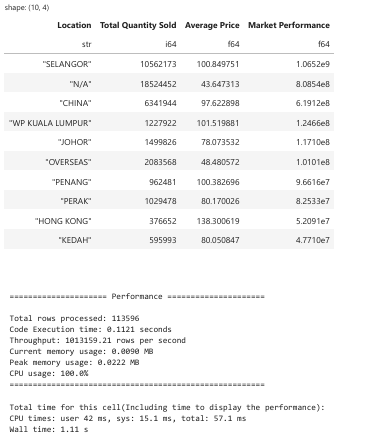 shape: (10, 4)
Location Total Quantity Sold Average Price Market Performance
str i64 f64 f64
"SELANGOR" 10562173 100.849751 1.0652e9
"N/A" 18524452 43.647313 8.0854e8
"CHINA" 6341944 97.622898 6.1912e8
"WP KUALA LUMPUR" 1227922 101.519881 1.2466e8
"JOHOR" 1499826 78.073532 1.1710e8
"OVERSEAS" 2083568 48.480572 1.0101e8
"PENANG" 962481 100.382696 9.6616e7
"PERAK" 1029478 80.170026 8.2533e7
"HONG KONG" 376652 138.300619 5.2091e7
"KEDAH" 595993 80.050847 4.7710e7
===================== Performance =====================
Total rows processed: 113596
Code Execution time: 0.1121 seconds
Throughput: 1013159.21 rows per second
Current memory usage: 0.0090 MB
Peak memory usage: 0.0222 MB
CPU usage: 100.0%
=======================================================
Total time for this cell(Including time to display the performance):
CPU times: user 42 ms, sys: 15.1 ms, total: 57.1 ms
Wall time: 1.11 s